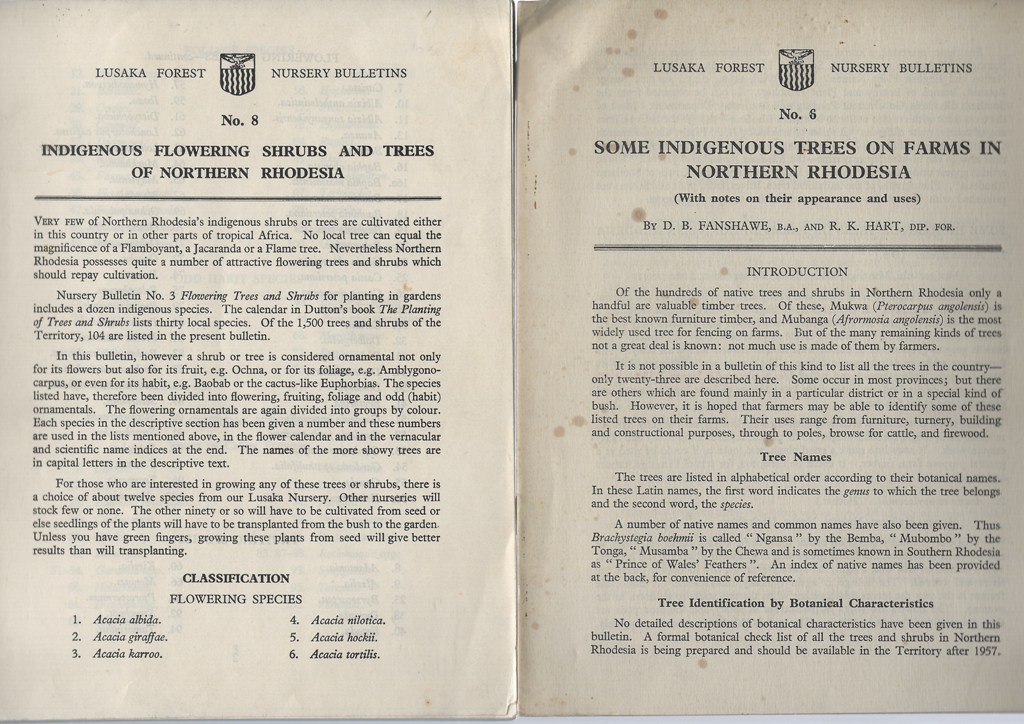 LUSAKA FOREST NURSERY BULLETINS
No. 8
INDIGENOUS FLOWERING SHRUBS AND TREES
OF NORTHERN RHODESIA
VERY FEW of Northern Rhodesia's indigenous shrubs or trees are cultivated either
in this country or in other parts of tropical Africa. No local tree can equal the
magnificence of a Flamboyant, a Jacaranda or a Flame tree. Nevertheless Northern
Rhodesia possesses quite a number of attractive flowering trees and shrubs which
should repay cultivation.
Nursery Bulletin No. 3 Flowering Trees and Shrubs for planting in gardens
includes a dozen indigenous species. The calendar in Dutton's book The Planting
of Trees and Shrubs lists thirty local species. Of the 1,500 trees and shrubs of the
Territory, 104 are listed in the present bulletin.
In this bulletin, however a shrub or tree is considered ornamental not only
for its flowers but also for its fruit, e.g. Ochna, or for its foliage, e.g. Amblygono-
carpus, or even for its habit, e.g. Baobab or the cactus-like Euphorbias. The species
listed have, therefore been divided into flowering, fruiting, foliage and odd (habit)
ornamentals. The flowering ornamentals are again divided into groups by colour.
Each species in the descriptive section has been given a number and these numbers
are used in the lists mentioned above, in the flower calendar and in the vernacular
and scientific name indices at the end. The names of the more showy trees are
in capital letters in the descriptive text.
For those who are interested in growing any of these trees or shrubs, there is
a choice of about twelve species from our Lusaka Nursery. Other nurseries will
stock few or none. The other ninety or so will have to be cultivated from seed or
else seedlings of the plants will have to be transplanted from the bush to the garden.
Unless you have green fingers, growing these plants from seed will give better
results than will transplanting.
CLASSIFICATION
FLOWERING SPECIES
1. Acacia albida. 4. Acacia nilotica.
2. Acacia giraffae. 5. Acacia hockii.
3. Acacia karroo. 6. Acacia tortilis.
LUSAKA FOREST NURSERY BULLETINS
No. 6
SOME INDIGENOUS TREES ON FARMS IN
NORTHERN RHODESIA
(With notes on their appearance and uses)
BY D. B. FANSHAWE, B.A., AND R. K. HART, DIP. FOR.
INTRODUCTION
Of the hundreds of native trees and shrubs in Northern Rhodesia only a
handful are valuable timber trees. Of these, Mukwa (Pterocarpus angolensis) is
the best known furniture timber, and Mubanga (Afrormosia angolensis) is the most
widely used tree for fencing on farms. But of the many remaining kinds of trees
not a great deal is known: not much use is made of them by farmers.
It is not possible in a bulletin of this kind to list all the trees in the country—
only twenty-three are described here. Some occur in most provinces; but there
are others which are found mainly in a particular district or in a special kind of
bush. However, it is hoped that farmers may be able to identify some of these
listed trees on their farms. Their uses range from furniture, turnery, building
and constructional purposes, through to poles, browse for cattle, and firewood.
Tree Names
The trees are listed in alphabetical order according to their botanical names.
In these Latin names, the first word indicates the genus to which the tree belongs
and the second word, the species.
A number of native names and common names have also been given. Thus
Brachystegia boehmii is called " Ngansa " by the Bemba, " Mubombo " by the
Tonga, " Musamba " by the Chewa and is sometimes known in Southern Rhodesia
as " Prince of Wales' Feathers ". An index of native names has been provided
at the back, for convenience of reference.
Tree Identification by Botanical Characteristics
No detailed descriptions of botanical characteristics have been given in this
bulletin. A formal botanical check list of all the trees and shrubs in Northern
Rhodesia is being prepared and should be available in the Territory after 1957.